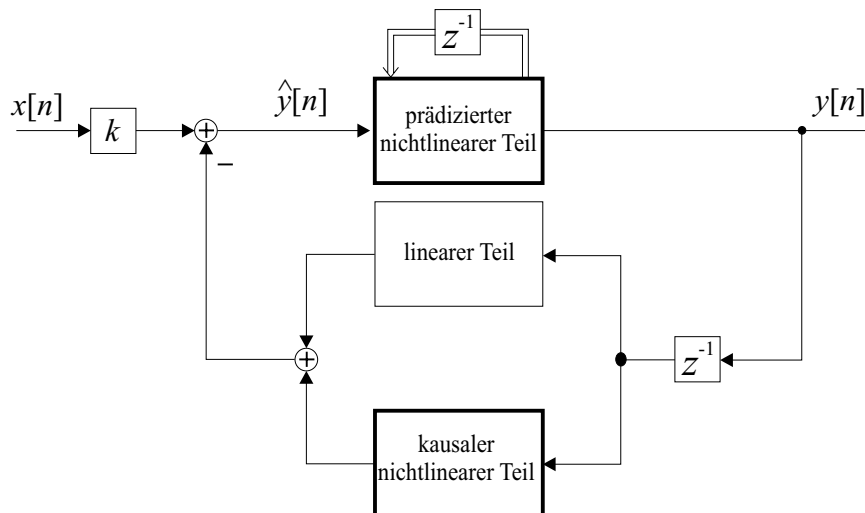 z⁻¹
x[n]
k
+
ŷ[n]
prädizierter
nichtlinearer Teil
y[n]
−
linearer Teil
+
z⁻¹
kausaler
nichtlinearer Teil